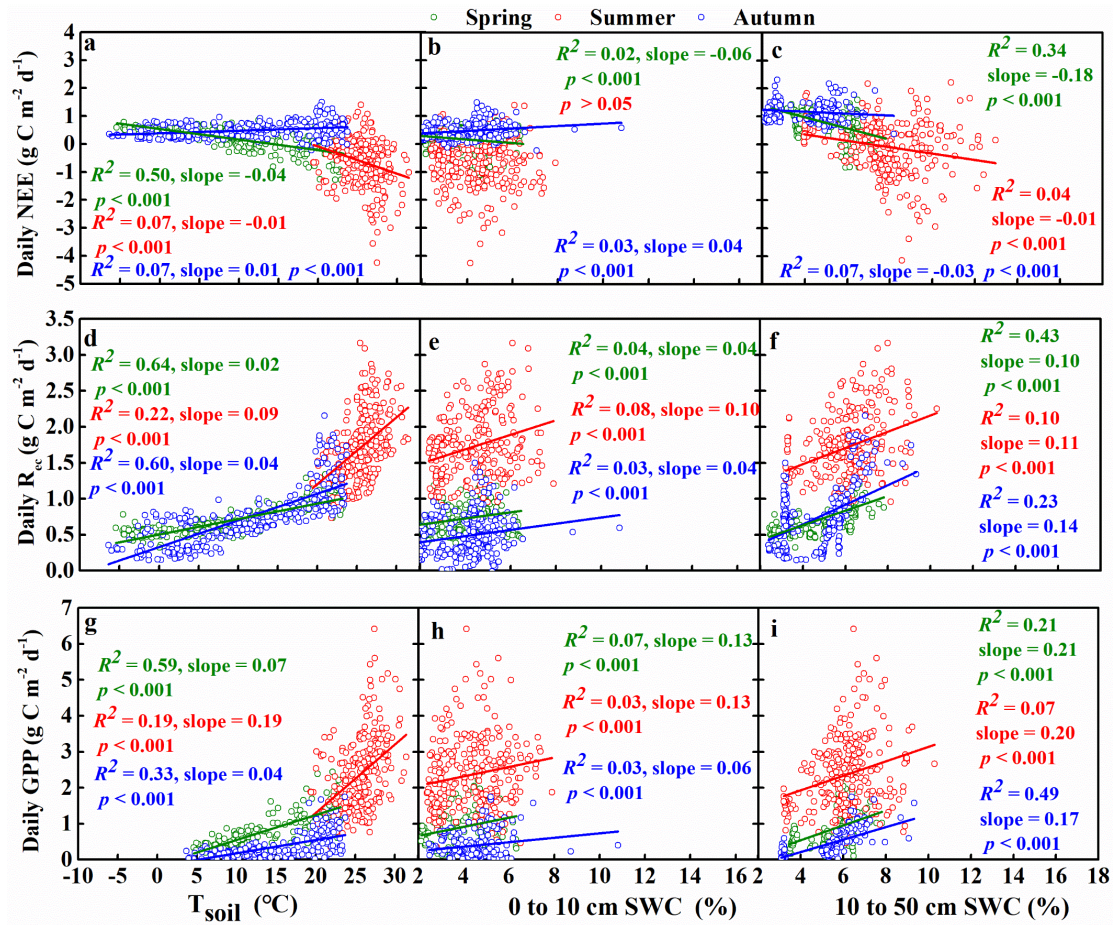 Spring Summer Autumn
a b c
Daily NEE (g C m⁻² d⁻¹)
4
3
2
1
0
-1
-2
-3
-4
-5
R² = 0.50, slope = -0.04
p < 0.001
R² = 0.07, slope = -0.01
p < 0.001
R² = 0.07, slope = 0.01 p < 0.001
R² = 0.02, slope = -0.06
p < 0.001
p > 0.05
R² = 0.03, slope = 0.04
p < 0.001
R² = 0.34
slope = -0.18
p < 0.001
R² = 0.04
slope = -0.01
p < 0.001
R² = 0.07, slope = -0.03 p < 0.001
d e f
Daily R_ec (g C m⁻² d⁻¹)
3.5
3.0
2.5
2.0
1.5
1.0
0.5
0.0
R² = 0.64, slope = 0.02
p < 0.001
R² = 0.22, slope = 0.09
p < 0.001
R² = 0.60, slope = 0.04
p < 0.001
R² = 0.04, slope = 0.04
p < 0.001
R² = 0.08, slope = 0.10
p < 0.001
R² = 0.03, slope = 0.04
p < 0.001
R² = 0.43
slope = 0.10
p < 0.001
R² = 0.10
slope = 0.11
p < 0.001
R² = 0.23
slope = 0.14
p < 0.001
g h i
Daily GPP (g C m⁻² d⁻¹)
7
6
5
4
3
2
1
0
R² = 0.59, slope = 0.07
p < 0.001
R² = 0.19, slope = 0.19
p < 0.001
R² = 0.33, slope = 0.04
p < 0.001
R² = 0.07, slope = 0.13
p < 0.001
R² = 0.03, slope = 0.13
p < 0.001
R² = 0.03, slope = 0.06
p < 0.001
R² = 0.21
slope = 0.21
p < 0.001
R² = 0.07
slope = 0.20
p < 0.001
R² = 0.49
slope = 0.17
p < 0.001
-10 -5 0 5 10 15 20 25 30 2 4 6 8 10 12 14 16 2 4 6 8 10 12 14 16 18
T_soil (°C) 0 to 10 cm SWC (%) 10 to 50 cm SWC (%)